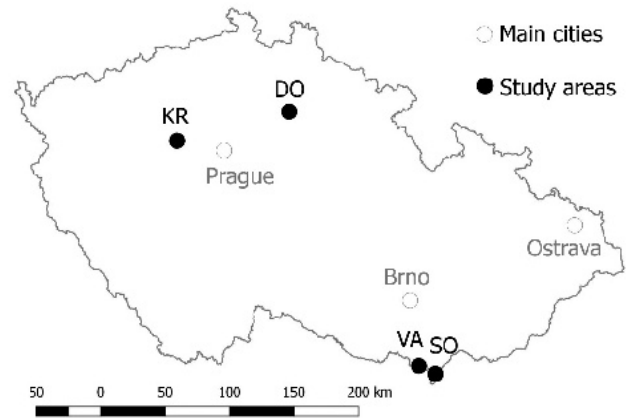 Main cities
Study areas
DO
KR
Prague
Ostrava
Brno
VA
SO
50 0 50 100 150 200 km